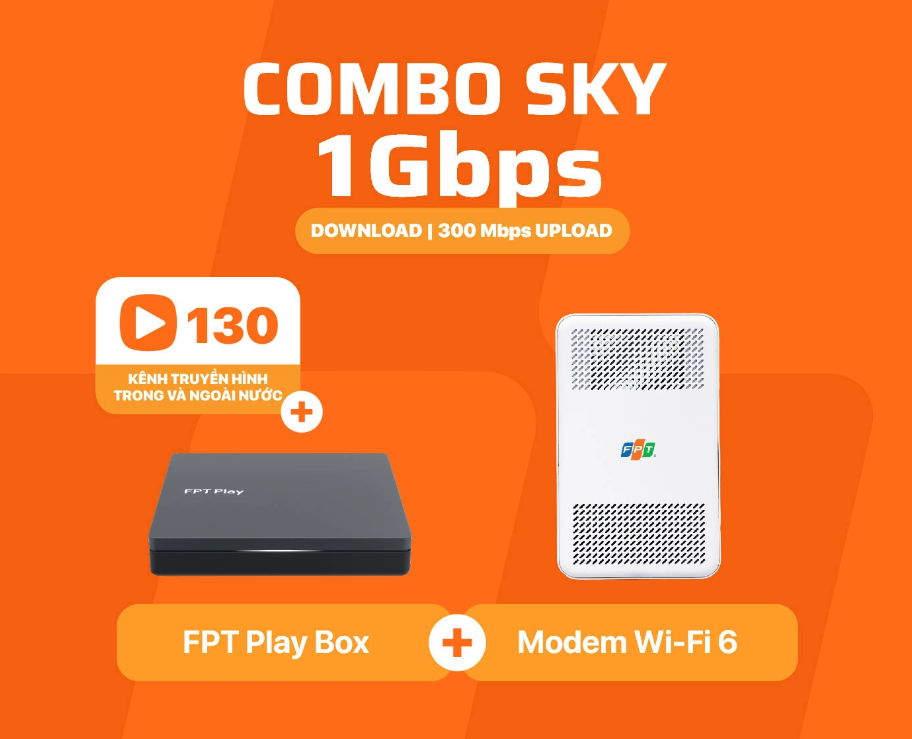 COMBO SKY
1Gbps
DOWNLOAD | 300 Mbps UPLOAD
130
KÊNH TRUYỀN HÌNH
TRONG VÀ NGOÀI NƯỚC
+
FPT Play
FPT
FPT Play Box + Modem Wi-Fi 6